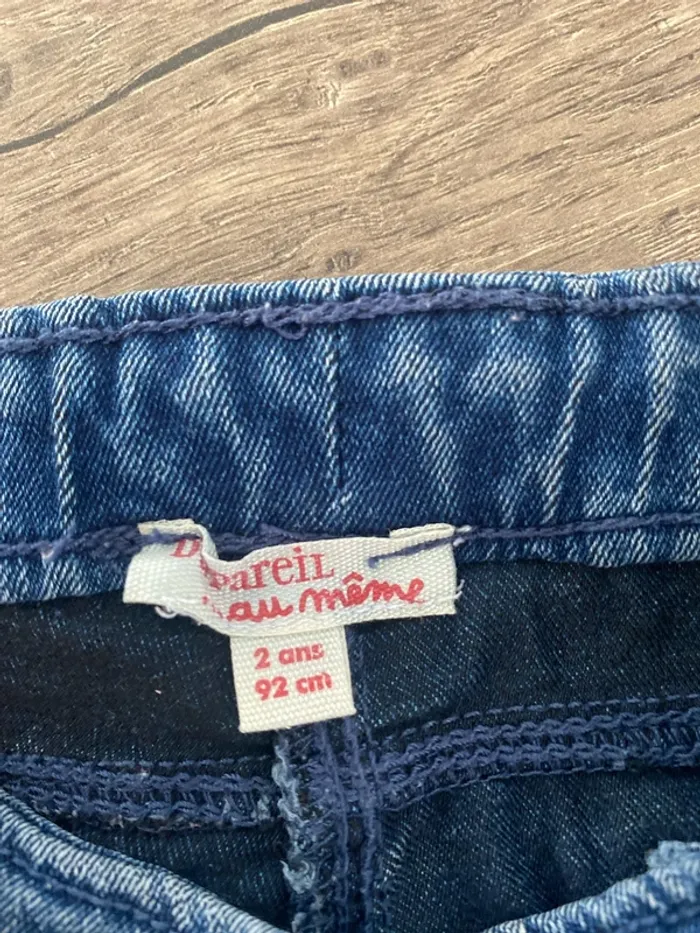 D pareil
...au même
2 ans
92 cm